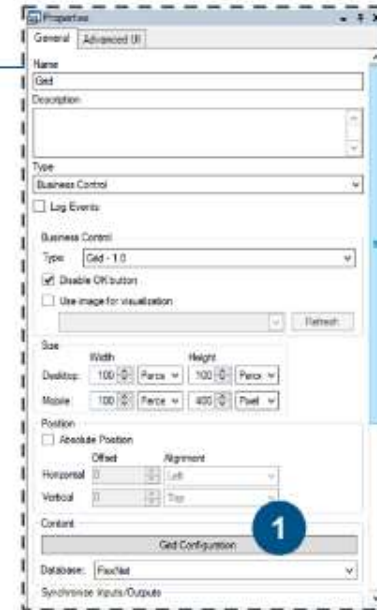 Properties
General Advanced UI
Name
Grid
Description
Type
Business Control
Log Events
Business Control
Type Grid - 1.0
Disable OK button
Use image for visualization
Refresh
Size
Width Height
Desktop: 100 Perce 100 Perce
Mobile: 100 Perce 400 Pixel
Position
Absolute Position
Offset Alignment
Horizontal 0 Left
Vertical 0 Top
Content
Grid Configuration
1
Database: FlexNet
Synchronise Inputs/Outputs